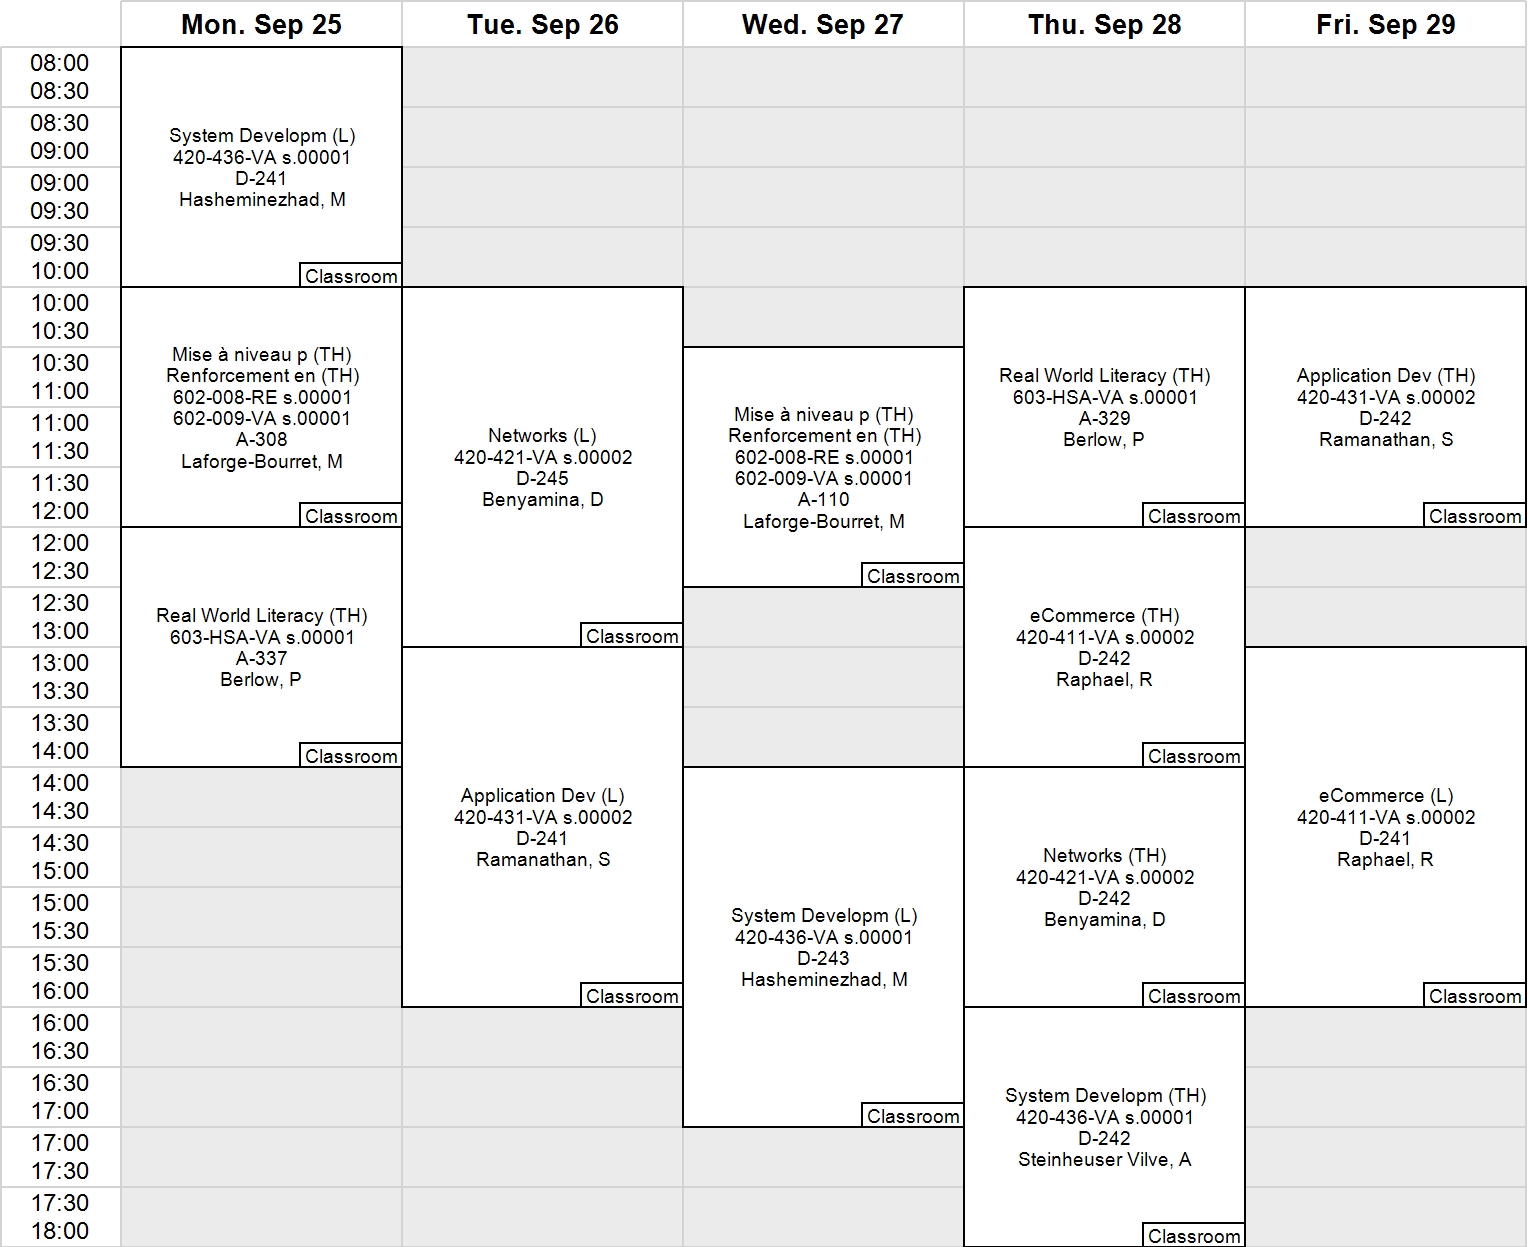 Mon. Sep 25
Tue. Sep 26
Wed. Sep 27
Thu. Sep 28
Fri. Sep 29
08:00
08:30
08:30
09:00
09:00
09:30
09:30
10:00
10:00
10:30
10:30
11:00
11:00
11:30
11:30
12:00
12:00
12:30
12:30
13:00
13:00
13:30
13:30
14:00
14:00
14:30
14:30
15:00
15:00
15:30
15:30
16:00
16:00
16:30
16:30
17:00
17:00
17:30
17:30
18:00
System Developm (L)
420-436-VA s.00001
D-241
Hasheminezhad, M
Classroom
Mise à niveau p (TH)
Renforcement en (TH)
602-008-RE s.00001
602-009-VA s.00001
A-308
Laforge-Bourret, M
Classroom
Real World Literacy (TH)
603-HSA-VA s.00001
A-337
Berlow, P
Classroom
Networks (L)
420-421-VA s.00002
D-245
Benyamina, D
Classroom
Application Dev (L)
420-431-VA s.00002
D-241
Ramanathan, S
Classroom
Mise à niveau p (TH)
Renforcement en (TH)
602-008-RE s.00001
602-009-VA s.00001
A-110
Laforge-Bourret, M
Classroom
System Developm (L)
420-436-VA s.00001
D-243
Hasheminezhad, M
Classroom
Real World Literacy (TH)
603-HSA-VA s.00001
A-329
Berlow, P
Classroom
eCommerce (TH)
420-411-VA s.00002
D-242
Raphael, R
Classroom
Networks (TH)
420-421-VA s.00002
D-242
Benyamina, D
Classroom
System Developm (TH)
420-436-VA s.00001
D-242
Steinheuser Vilve, A
Classroom
Application Dev (TH)
420-431-VA s.00002
D-242
Ramanathan, S
Classroom
eCommerce (L)
420-411-VA s.00002
D-241
Raphael, R
Classroom